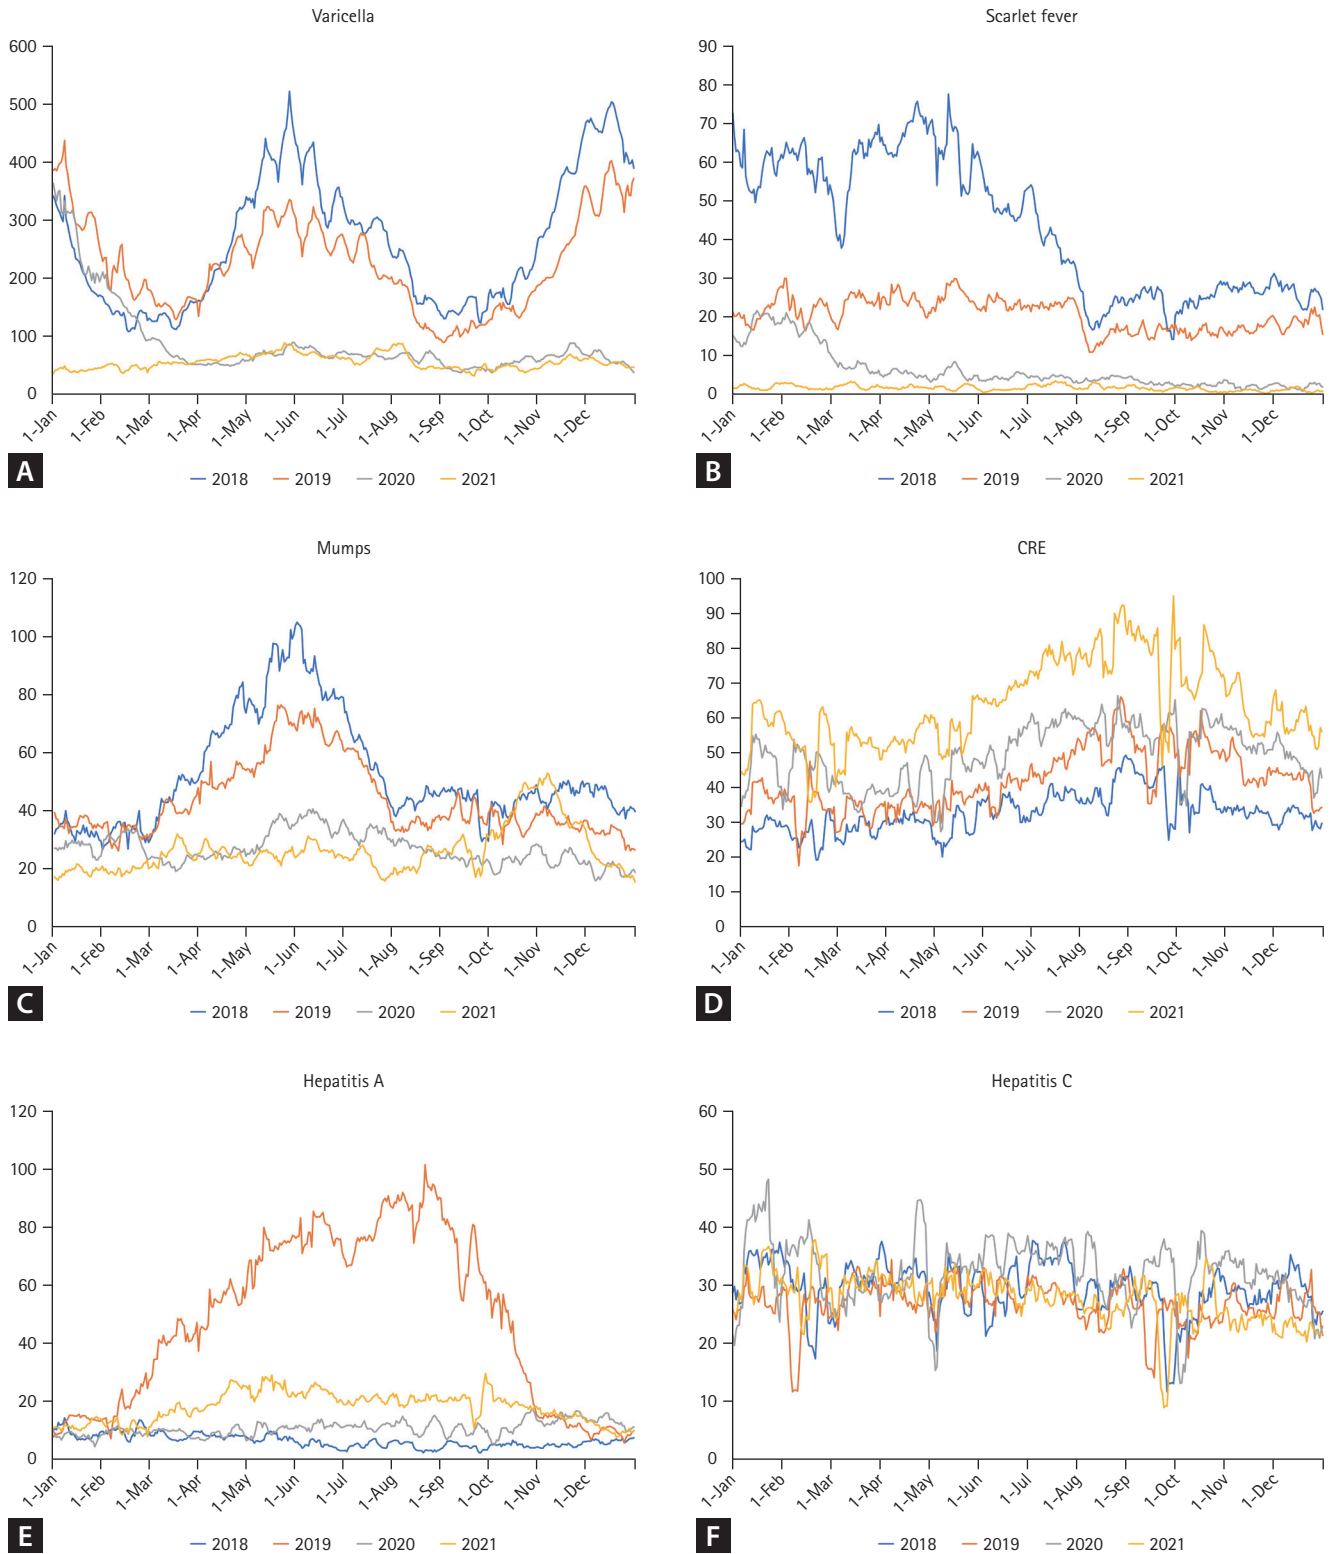 Varicella
600
500
400
300
200
100
0
1-Jan 1-Feb 1-Mar 1-Apr 1-May 1-Jun 1-Jul 1-Aug 1-Sep 1-Oct 1-Nov 1-Dec
A
2018 2019 2020 2021
Scarlet fever
90
80
70
60
50
40
30
20
10
0
1-Jan 1-Feb 1-Mar 1-Apr 1-May 1-Jun 1-Jul 1-Aug 1-Sep 1-Oct 1-Nov 1-Dec
B
2018 2019 2020 2021
Mumps
120
100
80
60
40
20
0
1-Jan 1-Feb 1-Mar 1-Apr 1-May 1-Jun 1-Jul 1-Aug 1-Sep 1-Oct 1-Nov 1-Dec
C
2018 2019 2020 2021
CRE
100
90
80
70
60
50
40
30
20
10
0
1-Jan 1-Feb 1-Mar 1-Apr 1-May 1-Jun 1-Jul 1-Aug 1-Sep 1-Oct 1-Nov 1-Dec
D
2018 2019 2020 2021
Hepatitis A
120
100
80
60
40
20
0
1-Jan 1-Feb 1-Mar 1-Apr 1-May 1-Jun 1-Jul 1-Aug 1-Sep 1-Oct 1-Nov 1-Dec
E
2018 2019 2020 2021
Hepatitis C
60
50
40
30
20
10
0
1-Jan 1-Feb 1-Mar 1-Apr 1-May 1-Jun 1-Jul 1-Aug 1-Sep 1-Oct 1-Nov 1-Dec
F
2018 2019 2020 2021